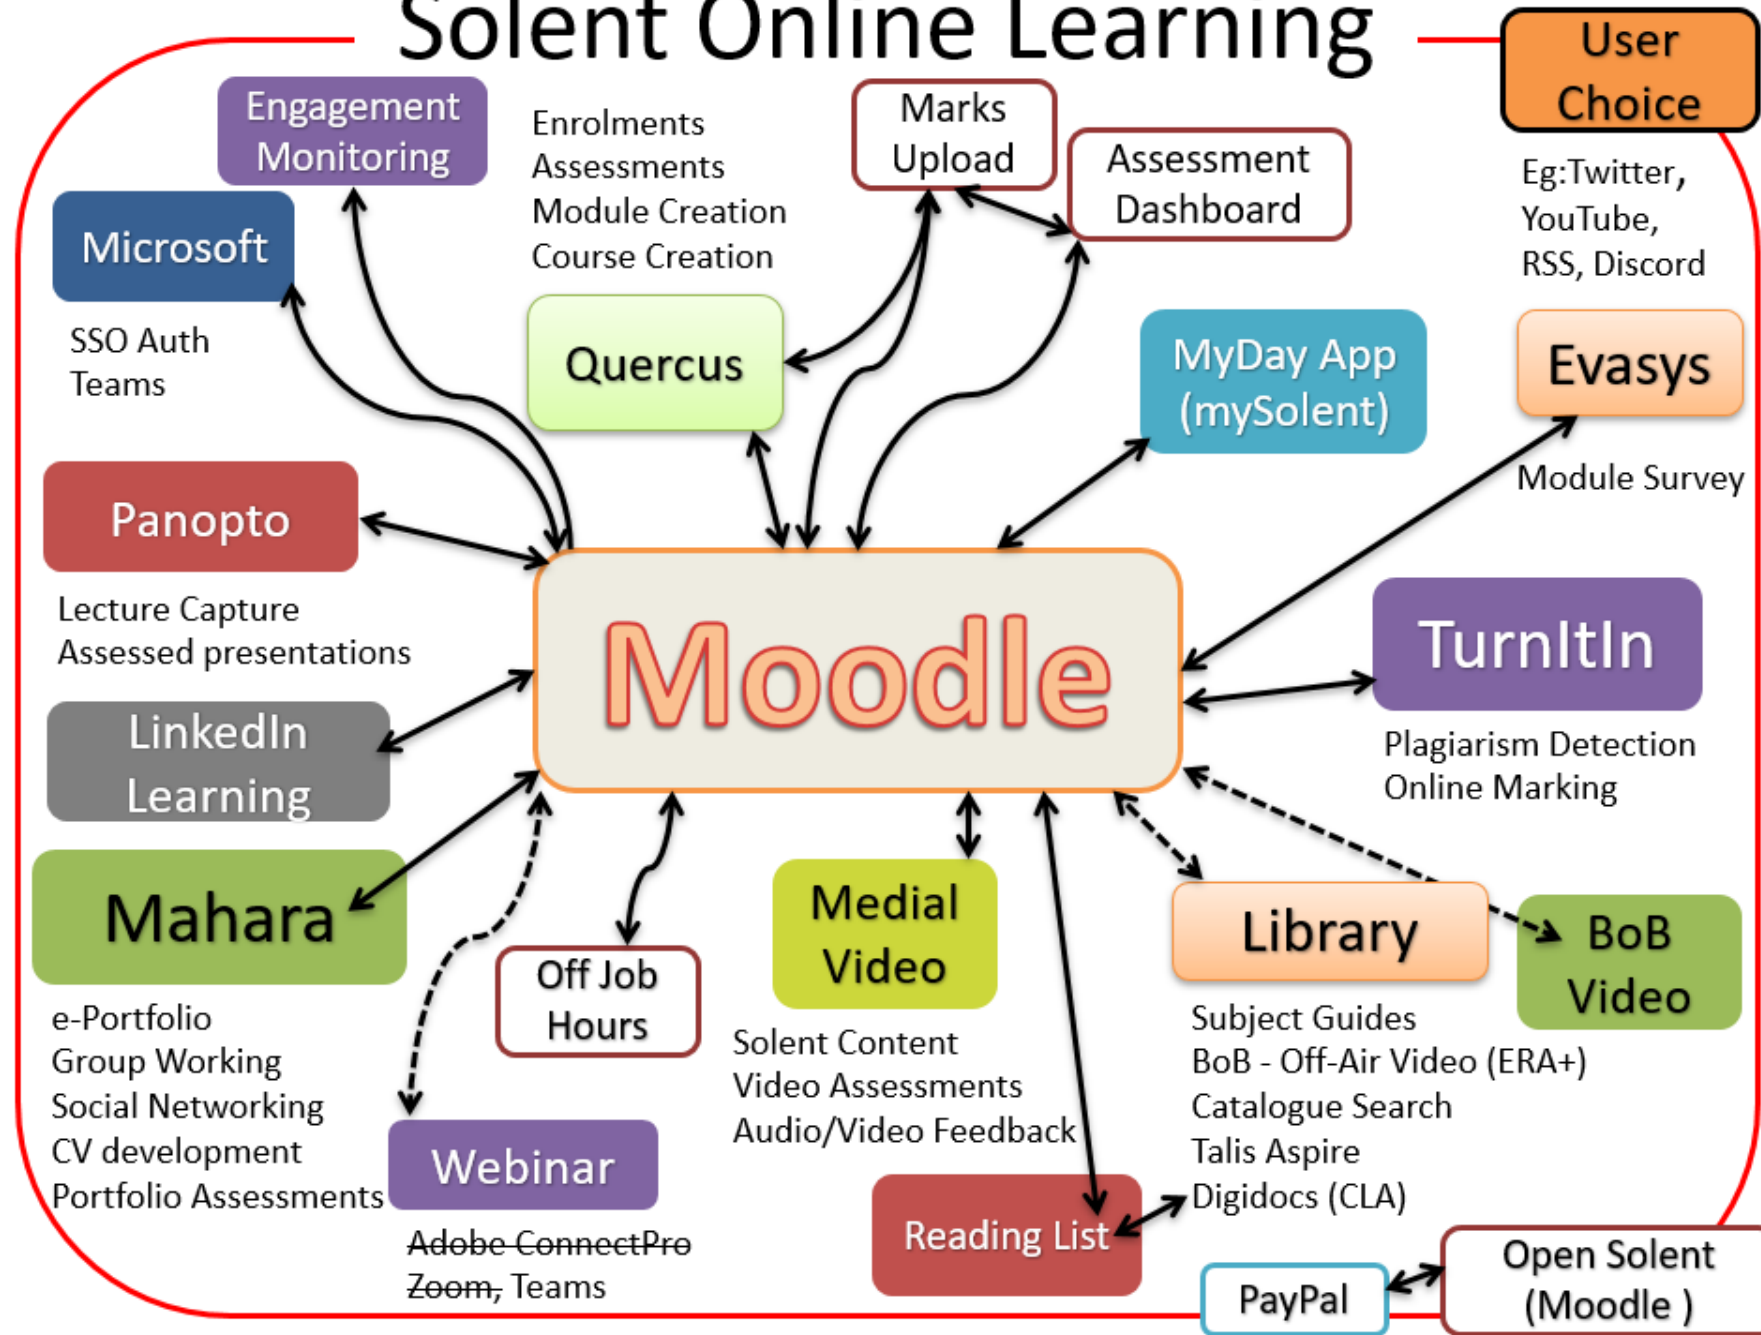 Solent Online Learning
User
Choice
Eg:Twitter,
YouTube,
RSS, Discord
Engagement
Monitoring
Enrolments
Assessments
Module Creation
Course Creation
Marks
Upload
Assessment
Dashboard
Microsoft
SSO Auth
Teams
Quercus
MyDay App
(mySolent)
Evasys
Module Survey
Panopto
Lecture Capture
Assessed presentations
Moodle
TurnItIn
Plagiarism Detection
Online Marking
LinkedIn
Learning
Mahara
e-Portfolio
Group Working
Social Networking
CV development
Portfolio Assessments
Off Job
Hours
Medial
Video
Solent Content
Video Assessments
Audio/Video Feedback
Library
Subject Guides
BoB - Off-Air Video (ERA+)
Catalogue Search
Talis Aspire
Digidocs (CLA)
BoB
Video
Webinar
Adobe ConnectPro
Zoom, Teams
Reading List
PayPal
Open Solent
(Moodle )